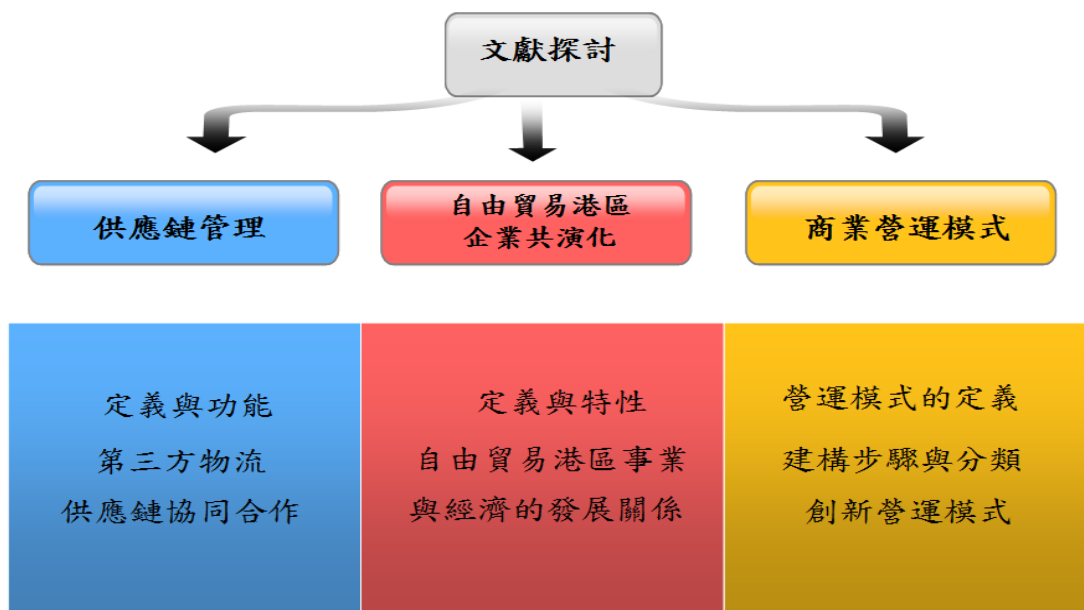 文獻探討
供應鏈管理
自由貿易港區
企業共演化
商業營運模式
定義與功能
第三方物流
供應鏈協同合作
定義與特性
自由貿易港區事業
與經濟的發展關係
營運模式的定義
建構步驟與分類
創新營運模式